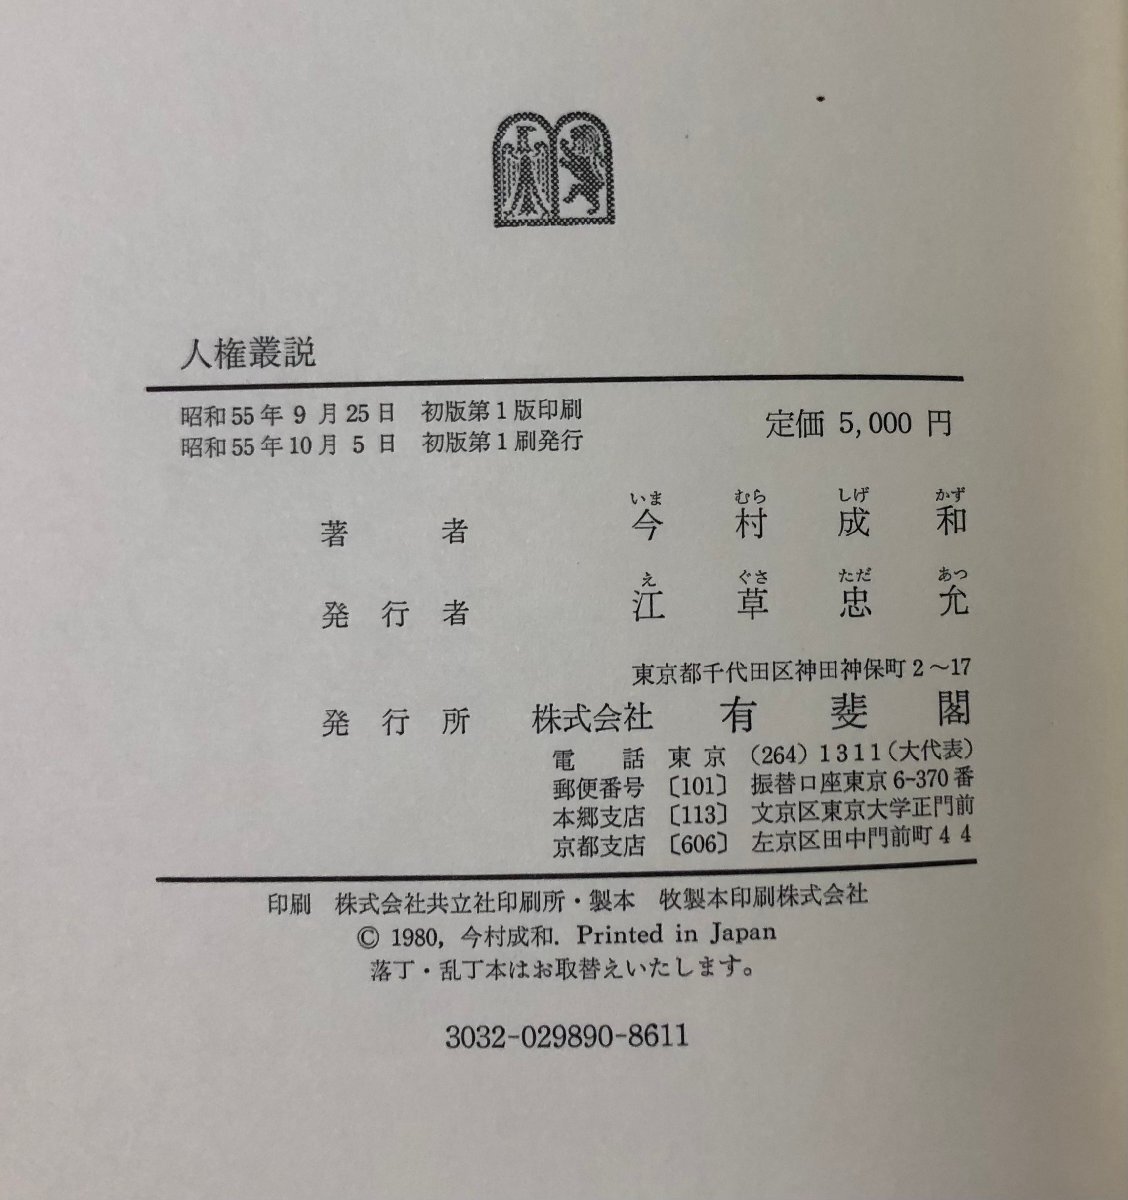 人権叢説
昭和55年9月25日 初版第1版印刷
昭和55年10月5日 初版第1刷発行
定価 5,000 円
いま むら しげ かず
著者 今村成和
え ぐさ ただ あつ
発行者 江草忠允
東京都千代田区神田神保町2〜17
発行所 株式会社 有斐閣
電話 東京 (264) 1311(大代表)
郵便番号 〔101〕 振替口座東京6-370番
本郷支店 〔113〕 文京区東京大学正門前
京都支店 〔606〕 左京区田中門前町44
印刷 株式会社共立社印刷所・製本 牧製本印刷株式会社
© 1980, 今村成和. Printed in Japan
落丁・乱丁本はお取替えいたします。
3032-029890-8611